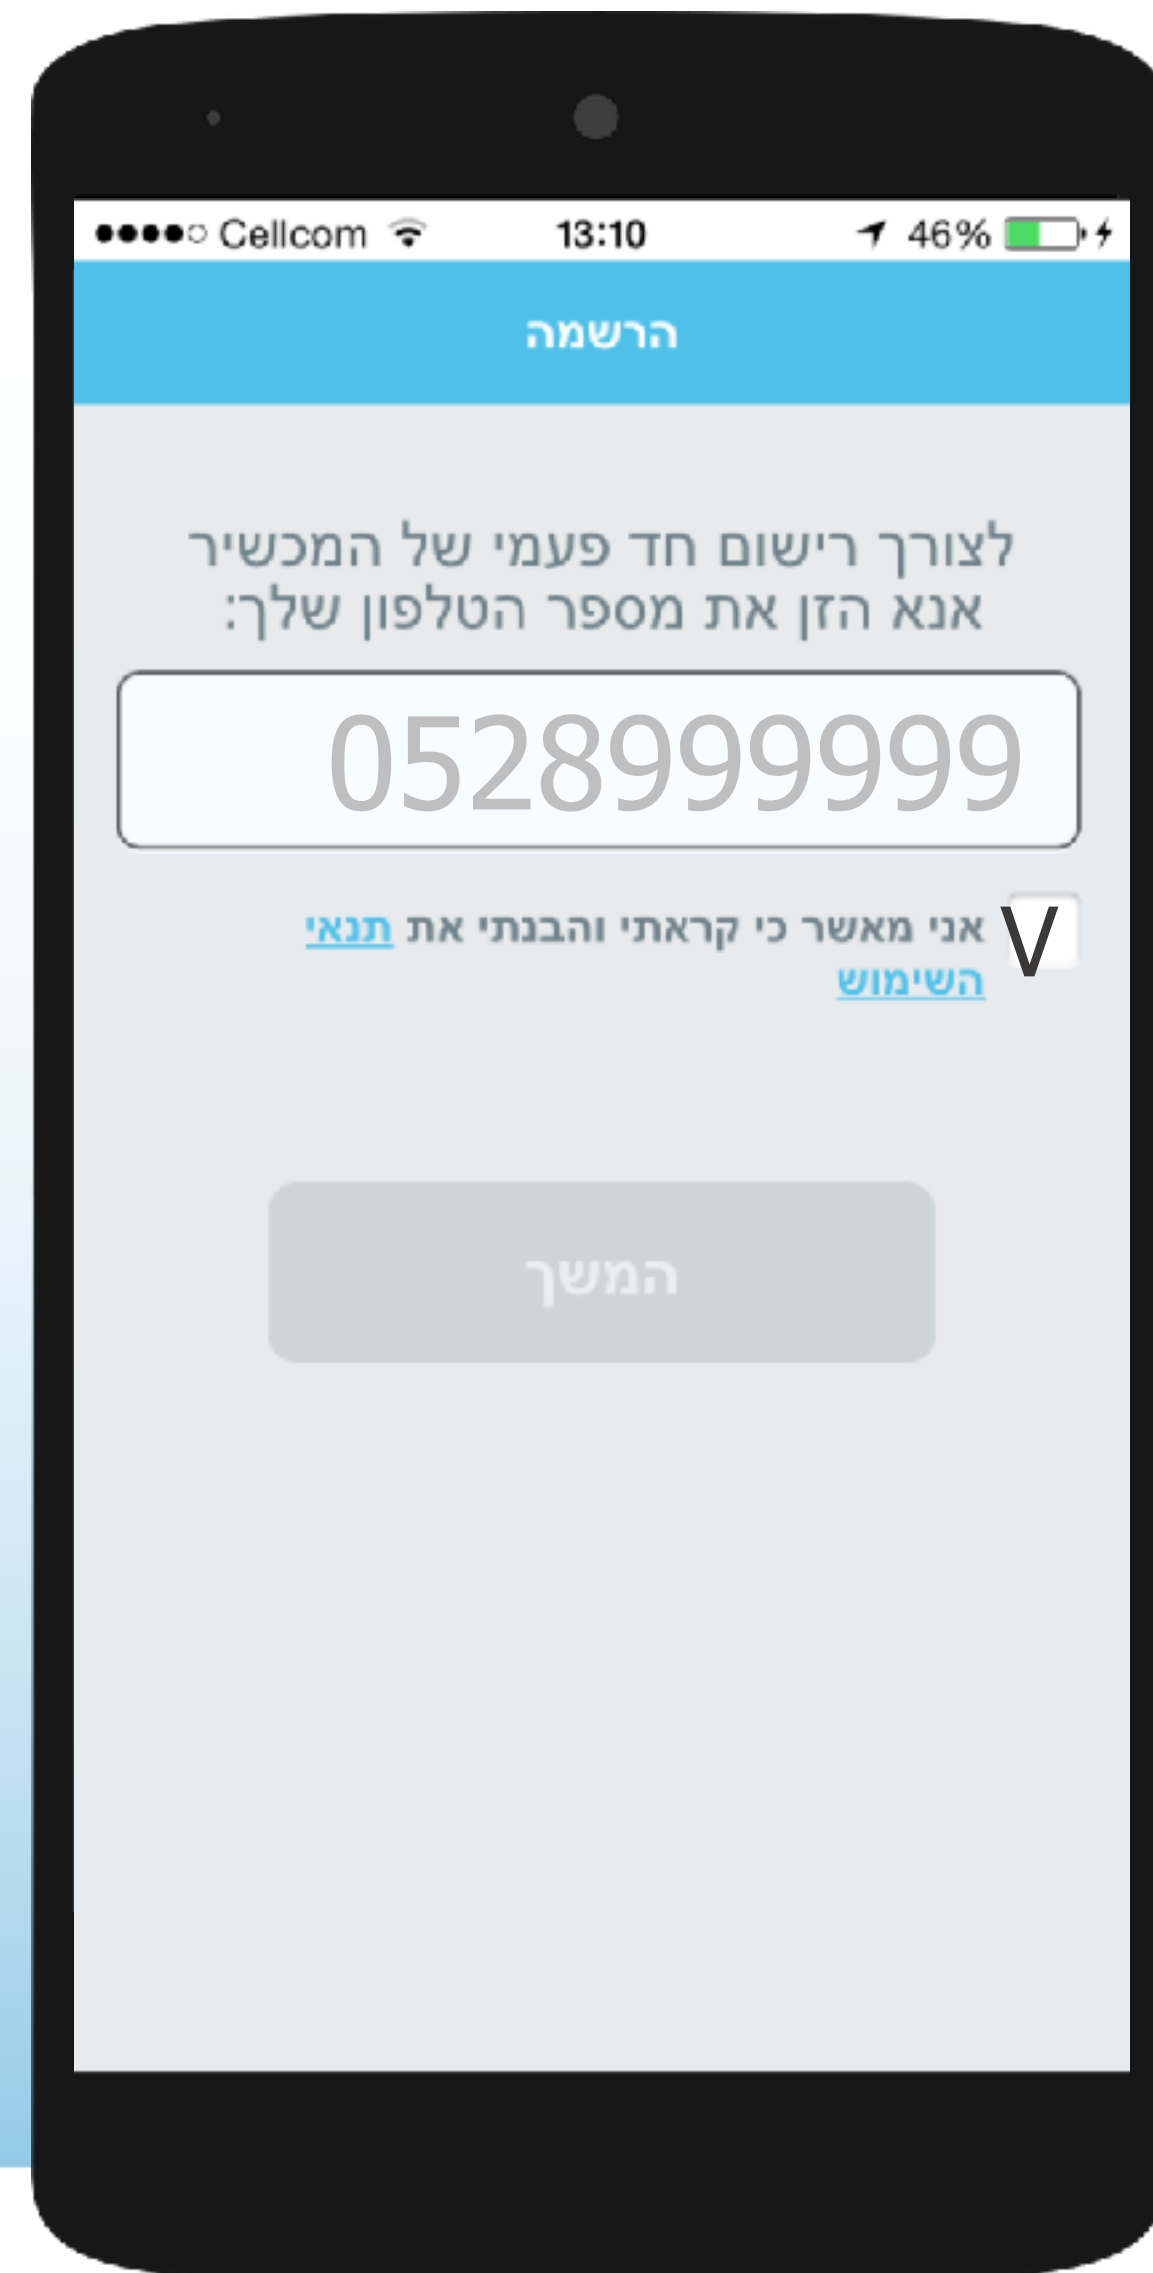 Cellcom 13:10 46%
הרשמה
לצורך רישום חד פעמי של המכשיר
אנא הזן את מספר הטלפון שלך:
0528999999
V אני מאשר כי קראתי והבנתי את תנאי
השימוש
המשך